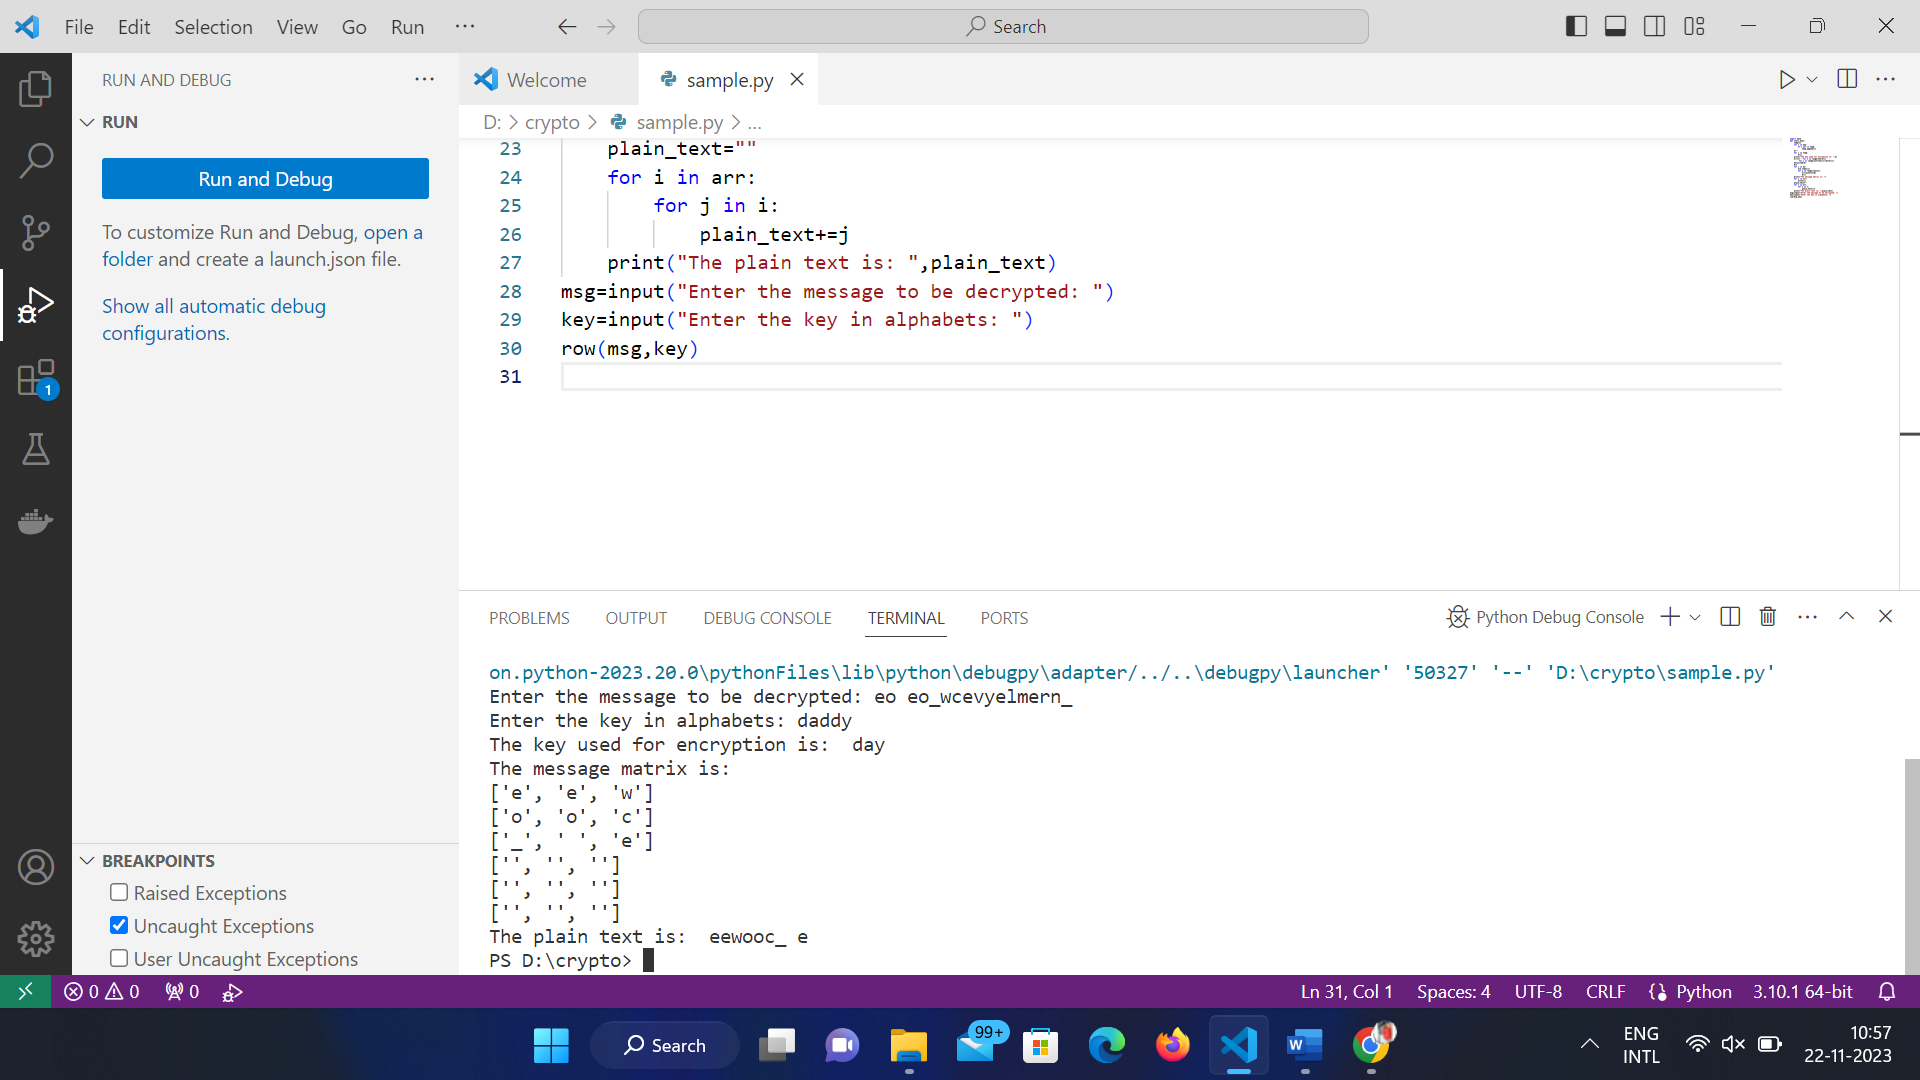 File Edit Selection View Go Run ···
Search
RUN AND DEBUG ···
RUN
Run and Debug
To customize Run and Debug, open a
folder and create a launch.json file.
Show all automatic debug
configurations.
1
BREAKPOINTS
Raised Exceptions
Uncaught Exceptions
User Uncaught Exceptions
Welcome
sample.py
D: > crypto > sample.py > ...
23 plain_text=""
24 for i in arr:
25 for j in i:
26 plain_text+=j
27 print("The plain text is: ",plain_text)
28 msg=input("Enter the message to be decrypted: ")
29 key=input("Enter the key in alphabets: ")
30 row(msg,key)
31
PROBLEMS OUTPUT DEBUG CONSOLE TERMINAL PORTS
Python Debug Console
on.python-2023.20.0\pythonFiles\lib\python\debugpy\adapter/../..\debugpy\launcher' '50327' '--' 'D:\crypto\sample.py'
Enter the message to be decrypted: eo eo_wcevyelmern_
Enter the key in alphabets: daddy
The key used for encryption is:  day
The message matrix is:
['e', 'e', 'w']
['o', 'o', 'c']
['_', ' ', 'e']
['', '', '']
['', '', '']
['', '', '']
The plain text is:  eewooc_ e
PS D:\crypto>
0 0 0
Ln 31, Col 1 Spaces: 4 UTF-8 CRLF Python 3.10.1 64-bit
Search
99+
W
ENG
INTL
10:57
22-11-2023